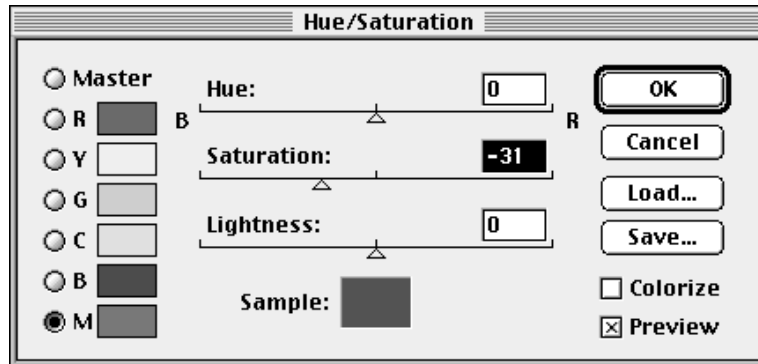 Hue/Saturation
Master
R
Y
G
C
B
M
Hue: 0
B R
Saturation: -31
Lightness: 0
Sample:
OK
Cancel
Load...
Save...
Colorize
Preview